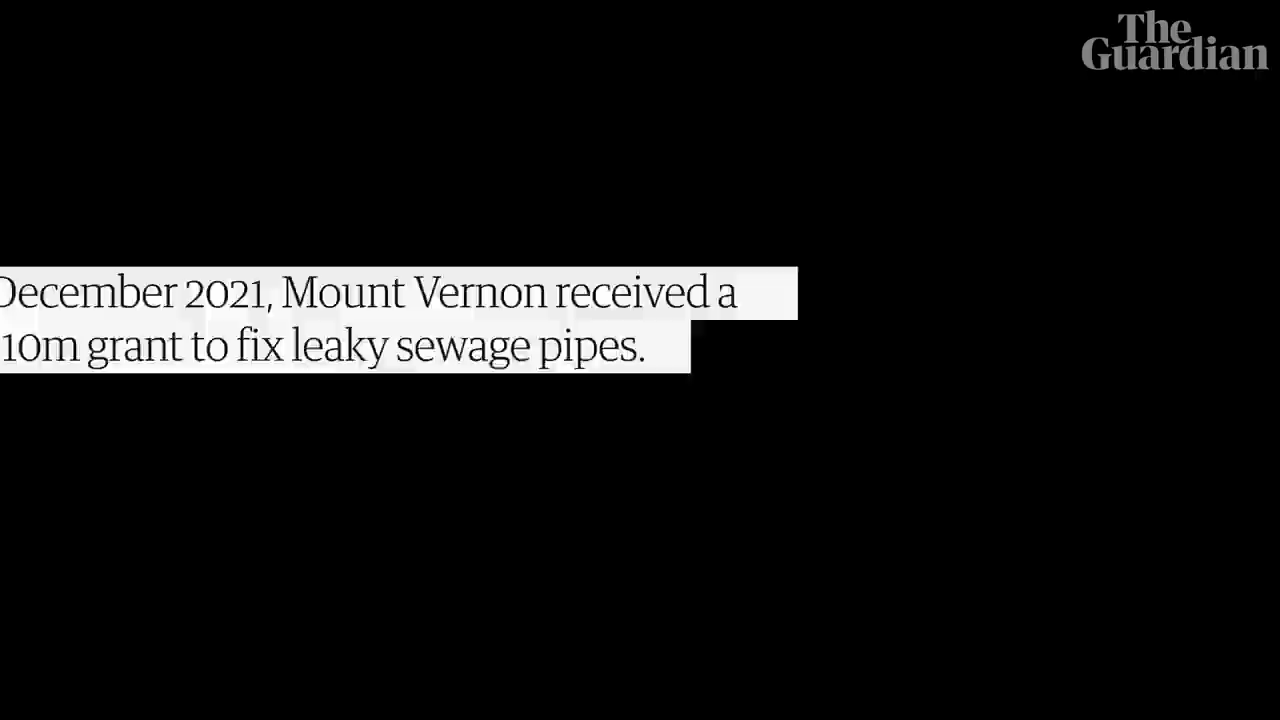 The
Guardian
December 2021, Mount Vernon received a
10m grant to fix leaky sewage pipes.